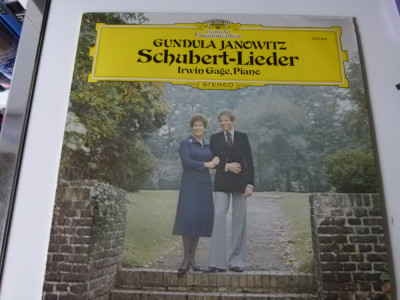 GUNDULA JANOWITZ
Schubert-Lieder
Irwin Gage, Piano
STEREO